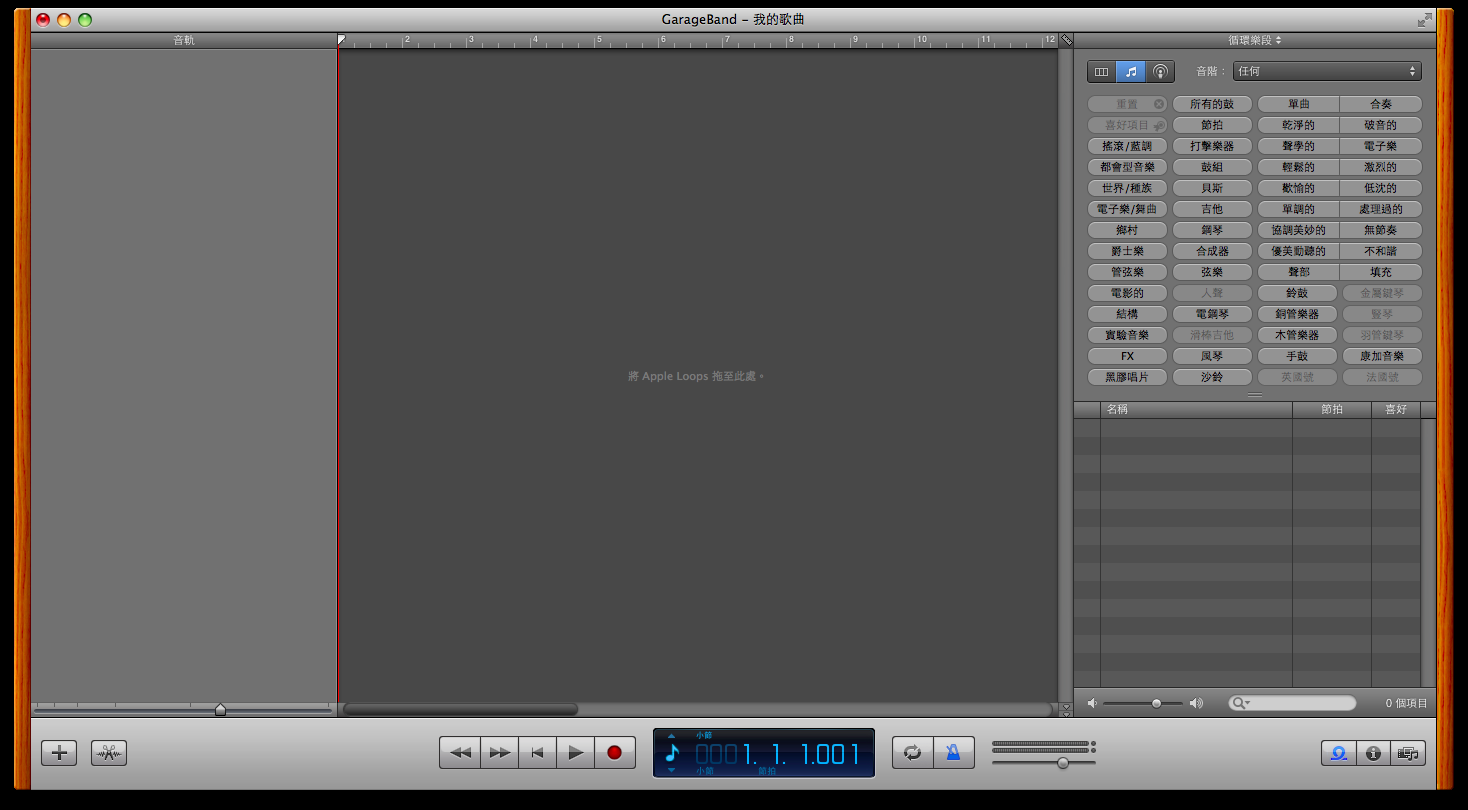 GarageBand – 我的歌曲
音軌
2 3 4 5 6 7 8 9 10 11 12
循環樂段
音階： 任何
重置 所有的鼓 單曲 合奏
喜好項目 節拍 乾淨的 破音的
搖滾/藍調 打擊樂器 聲學的 電子樂
都會型音樂 鼓組 輕鬆的 激烈的
世界/種族 貝斯 歡愉的 低沈的
電子樂/舞曲 吉他 單調的 處理過的
鄉村 鋼琴 協調美妙的 無節奏
爵士樂 合成器 優美動聽的 不和諧
管弦樂 弦樂 聲部 填充
電影的 人聲 鈴鼓 金屬鍵琴
結構 電鋼琴 銅管樂器 豎琴
實驗音樂 滑棒吉他 木管樂器 羽管鍵琴
FX 風琴 手鼓 康加音樂
黑膠唱片 沙鈴 英國號 法國號
將 Apple Loops 拖至此處。
名稱 節拍 喜好
0 個項目
小節
0001. 1. 1.001
小節 節拍